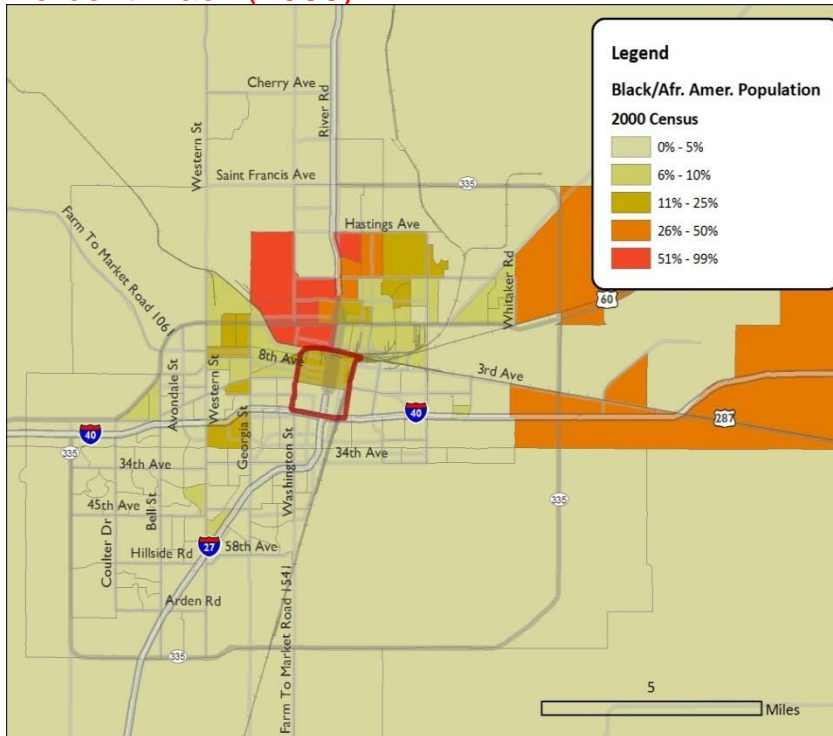 Legend
Black/Afr. Amer. Population
2000 Census
0% - 5%
6% - 10%
11% - 25%
26% - 50%
51% - 99%
Cherry Ave
River Rd
Western St
Saint Francis Ave
335
Hastings Ave
Farm To Market Road 1061
Whitaker Rd
60
8th Ave
3rd Ave
Avondale St
Western St
Georgia St
Washington St
40
287
40
335
34th Ave
34th Ave
45th Ave
Bell St
Coulter Dr
335
27
58th Ave
Hillside Rd
Arden Rd
Farm To Market Road 1541
335
5
Miles